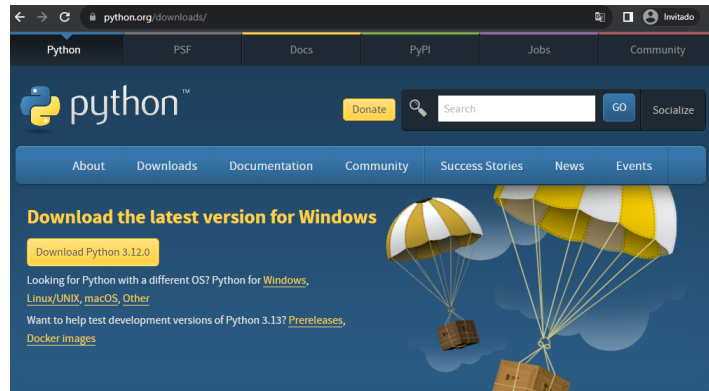 python.org/downloads/
Invitado
Python PSF Docs PyPI Jobs Community
python™
Donate Search GO Socialize
About Downloads Documentation Community Success Stories News Events
Download the latest version for Windows
Download Python 3.12.0
Looking for Python with a different OS? Python for Windows,
Linux/UNIX, macOS, Other
Want to help test development versions of Python 3.13? Prereleases,
Docker images